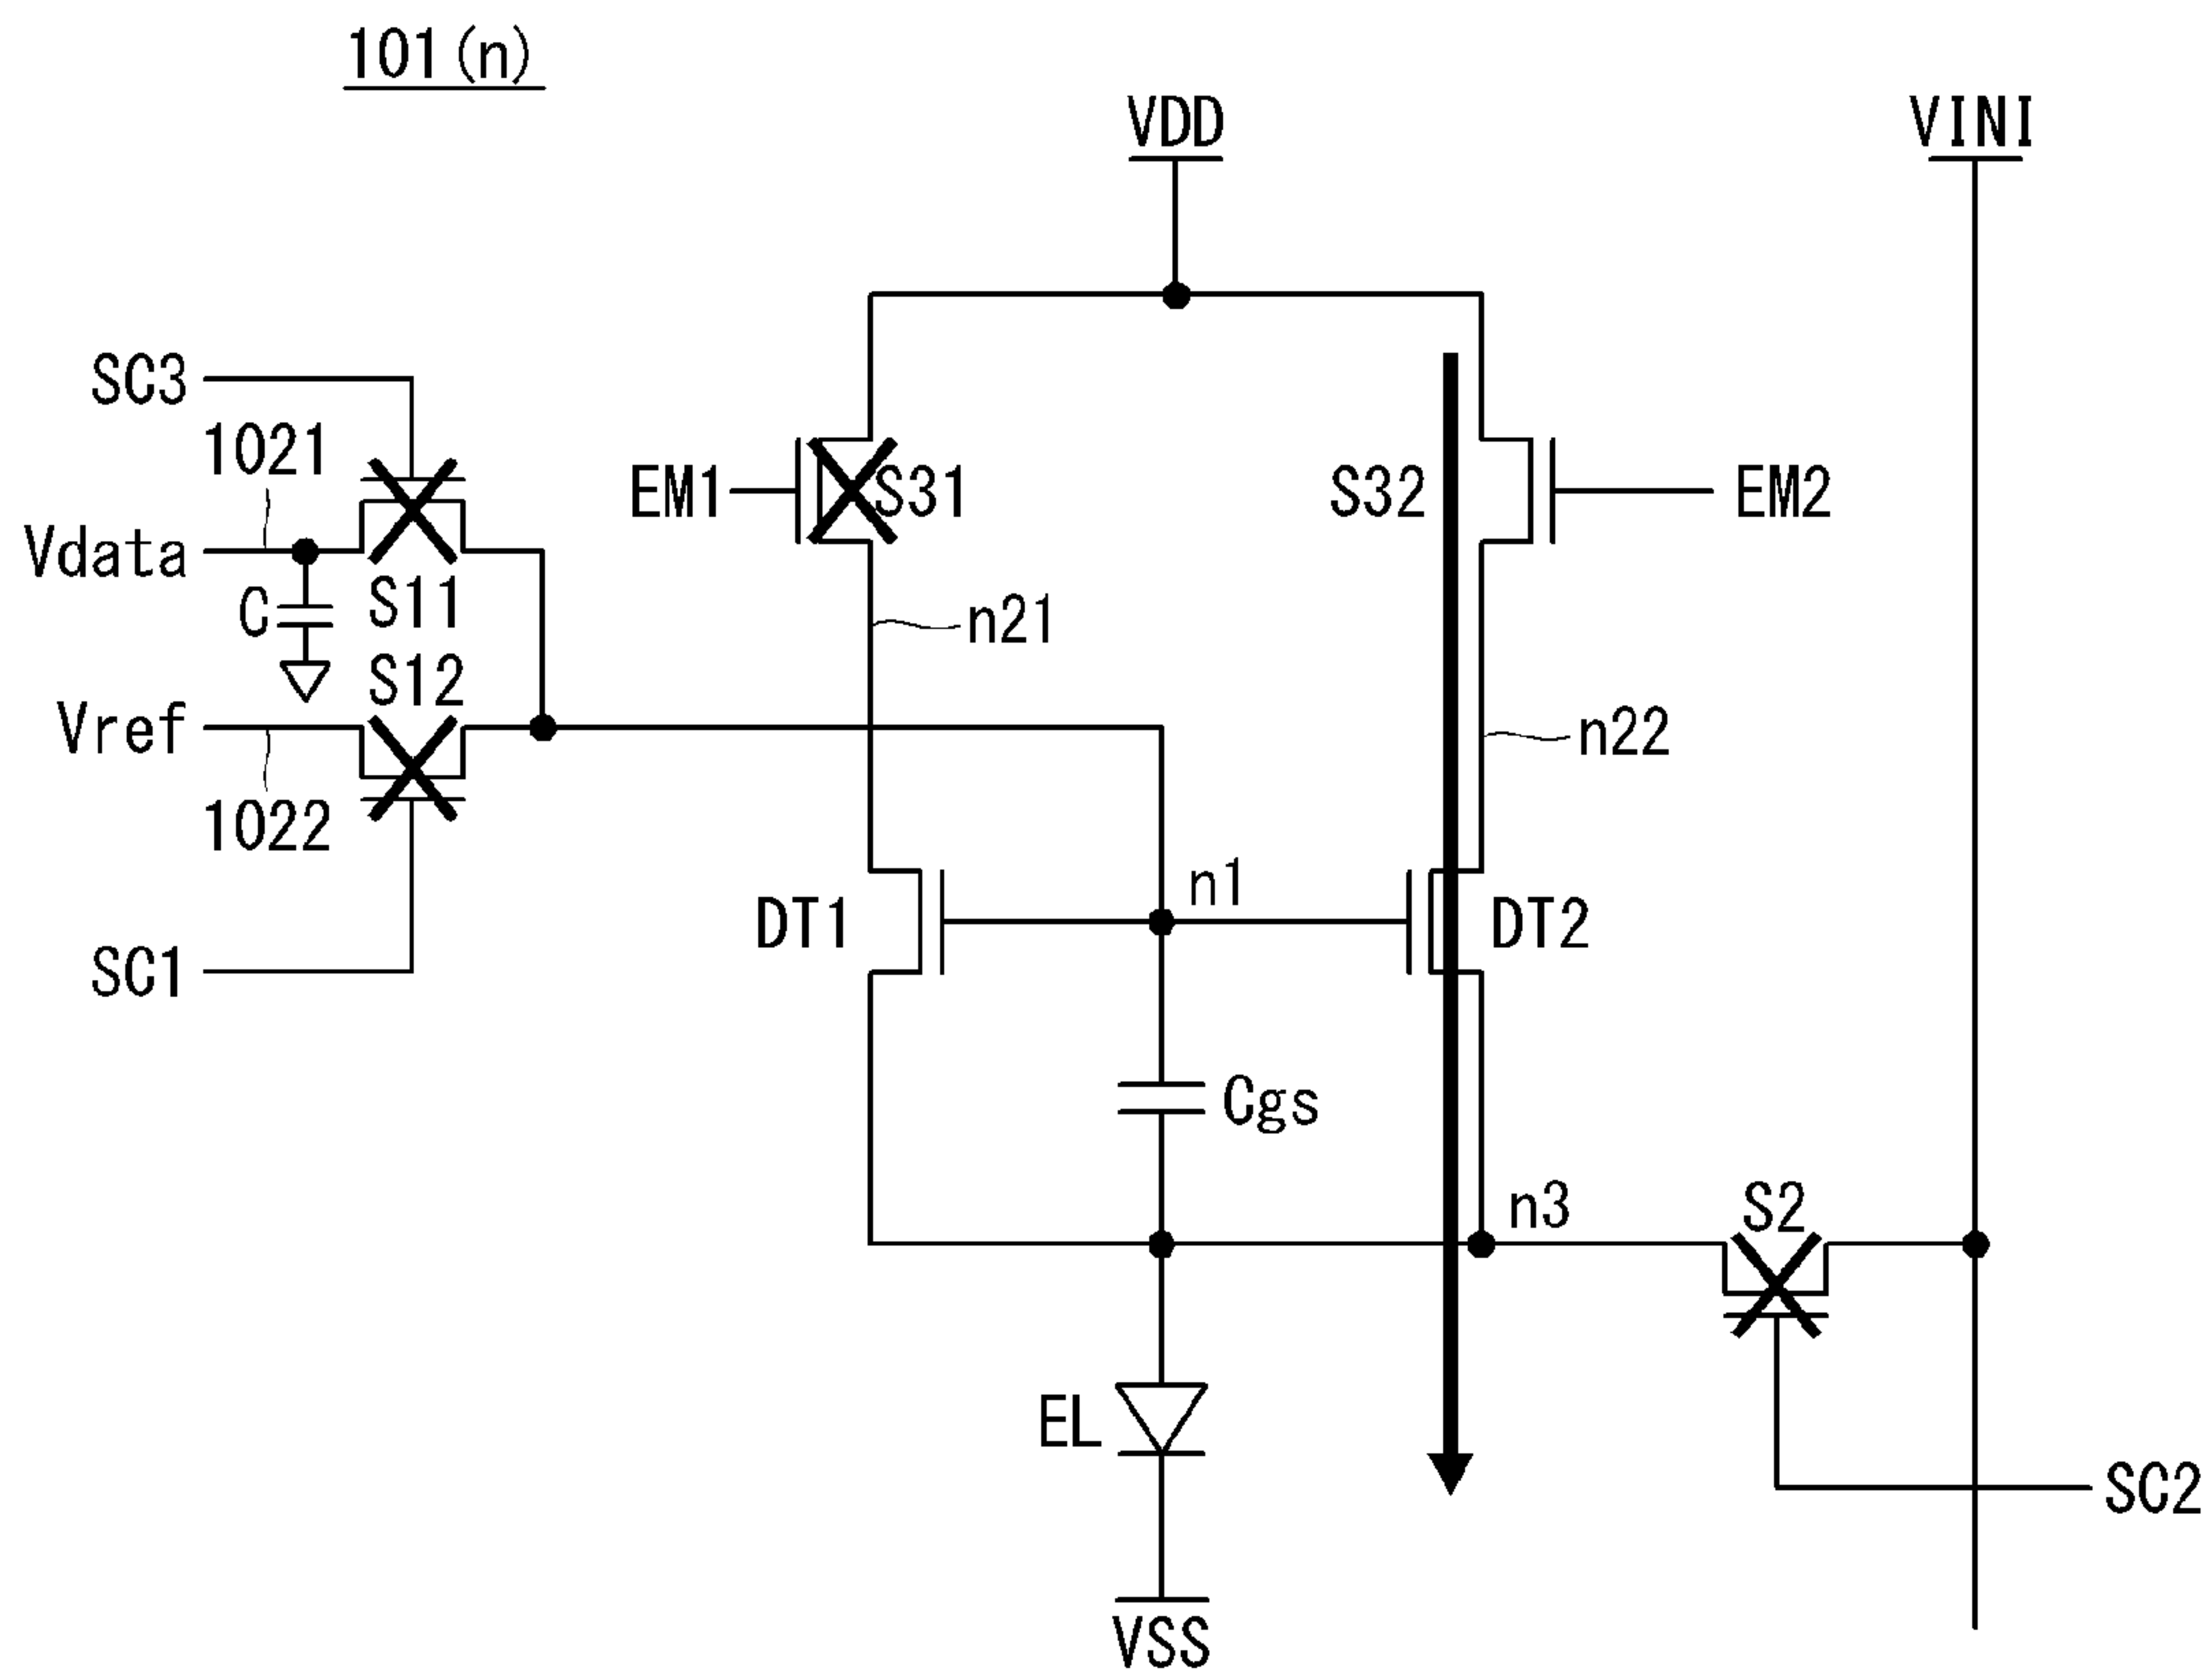 101(n)
VDD
VINI
SC3
1021
EM1
S31
S32
EM2
Vdata
C
S11
n21
S12
Vref
n22
1022
n1
DT1
DT2
SC1
Cgs
n3
S2
EL
SC2
VSS